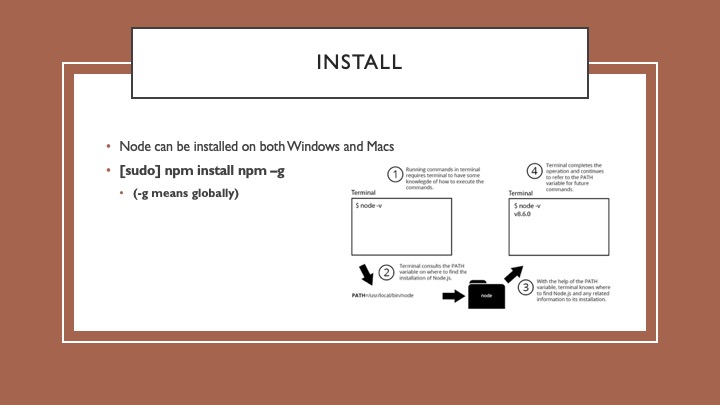 INSTALL
• Node can be installed on both Windows and Macs
• [sudo] npm install npm –g
• (-g means globally)
1
Running commands in terminal
requires terminal to have some
knowlegde of how to execute the
commands.
Terminal
$ node -v
2
Terminal consults the PATH
variable on where to find the
installation of Node.js.
PATH=/usr/local/bin/node
node
3
With the help of the PATH
variable, terminal knows where
to find Node.js and any related
information to its installation.
4
Terminal completes the
operation and continues
to refer to the PATH
variable for future
commands.
Terminal
$ node -v
v8.6.0